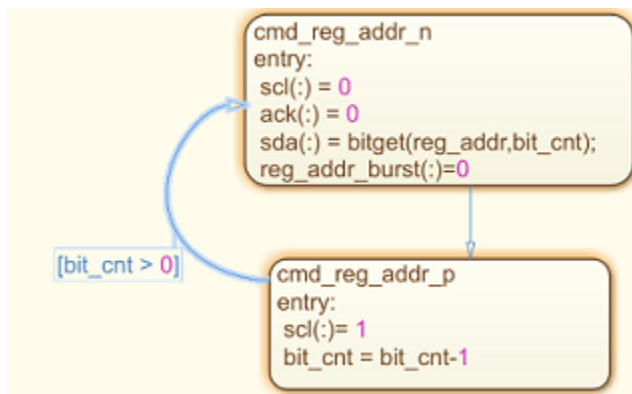 cmd_reg_addr_n
entry:
scl(:) = 0
ack(:) = 0
sda(:) = bitget(reg_addr,bit_cnt);
reg_addr_burst(:)=0
[bit_cnt > 0]
cmd_reg_addr_p
entry:
scl(:)= 1
bit_cnt = bit_cnt-1